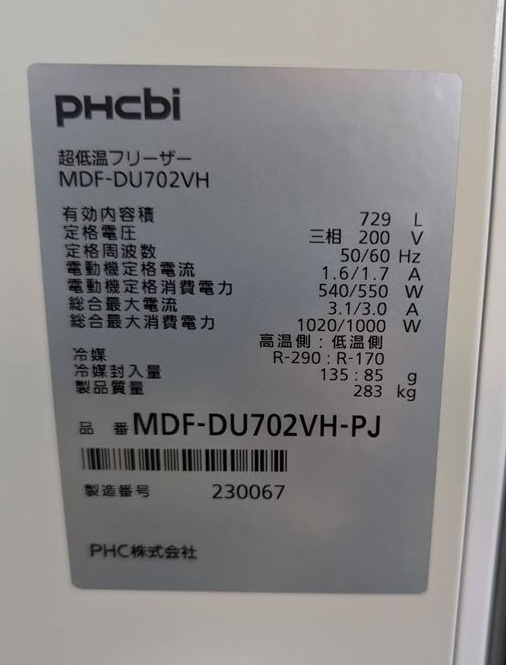 PHCbi
超低温フリーザー
MDF-DU702VH
有効内容積 729 L
定格電圧 三相 200 V
定格周波数 50/60 Hz
電動機定格電流 1.6/1.7 A
電動機定格消費電力 540/550 W
総合最大電流 3.1/3.0 A
総合最大消費電力 1020/1000 W
高温側:低温側
冷媒 R-290:R-170
冷媒封入量 135:85 g
製品質量 283 kg
品番 MDF-DU702VH-PJ
製造番号 230067
PHC株式会社